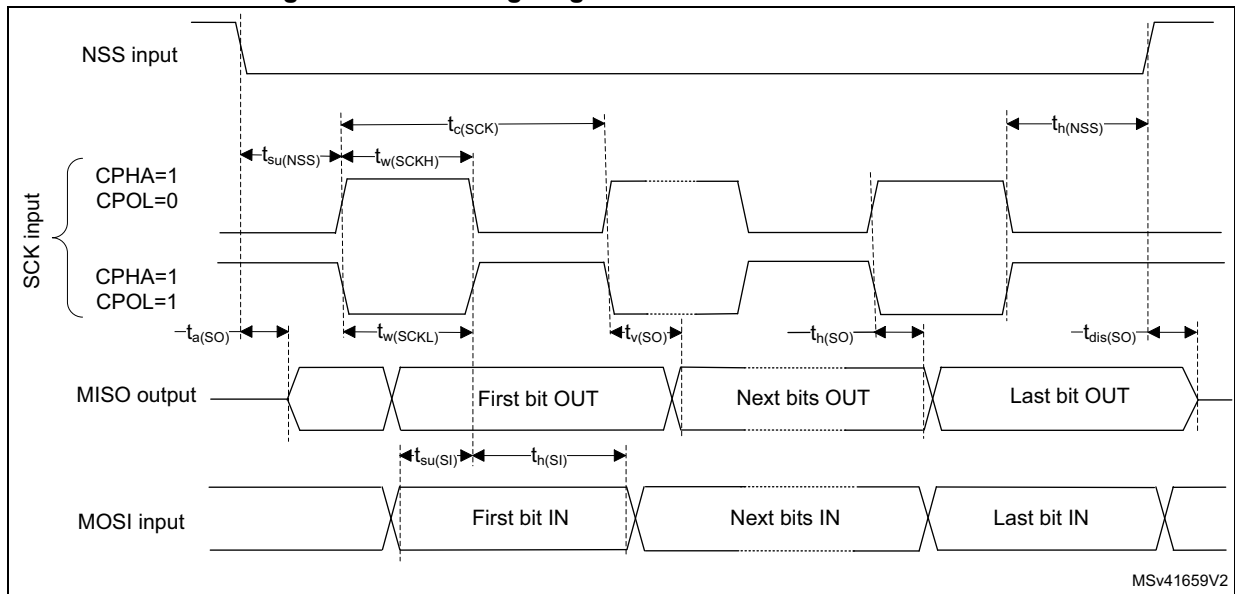 NSS input
tc(SCK)
th(NSS)
tsu(NSS)
tw(SCKH)
CPHA=1
CPOL=0
SCK input
CPHA=1
CPOL=1
ta(SO)
tw(SCKL)
tv(SO)
th(SO)
tdis(SO)
MISO output
First bit OUT
Next bits OUT
Last bit OUT
tsu(SI)
th(SI)
MOSI input
First bit IN
Next bits IN
Last bit IN
MSv41659V2